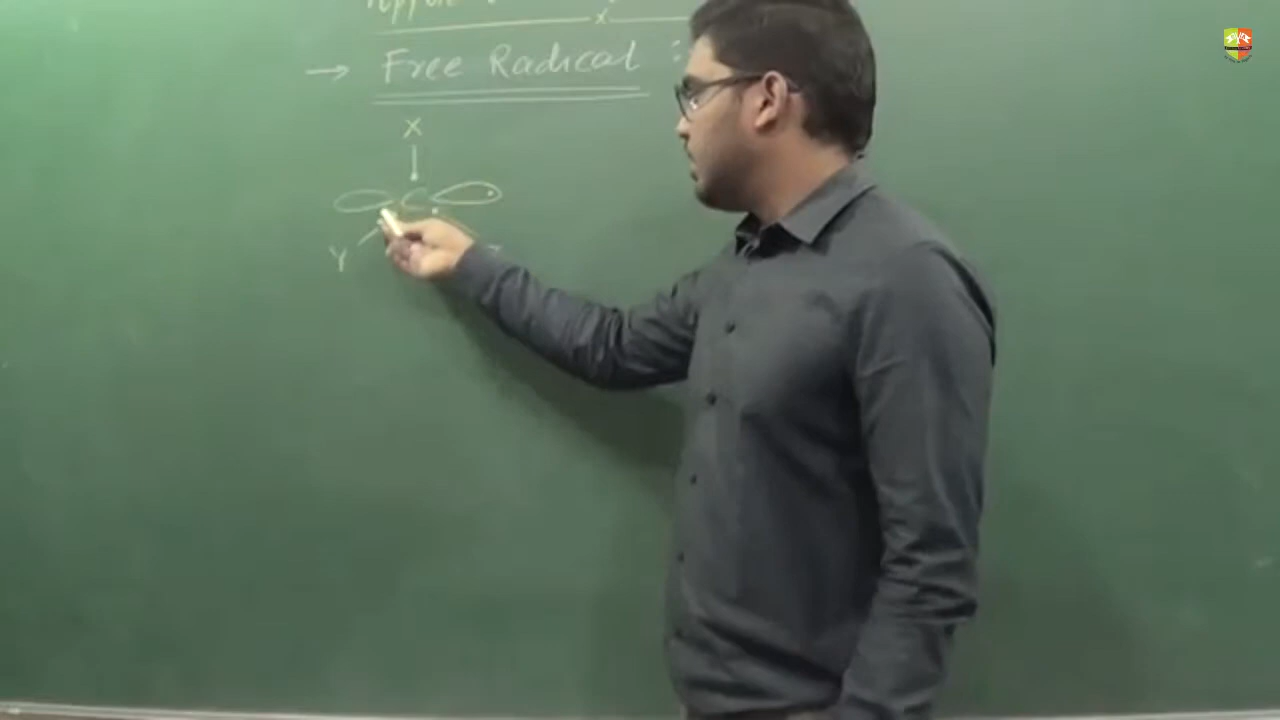 x
→ Free Radical :
X
C
Y